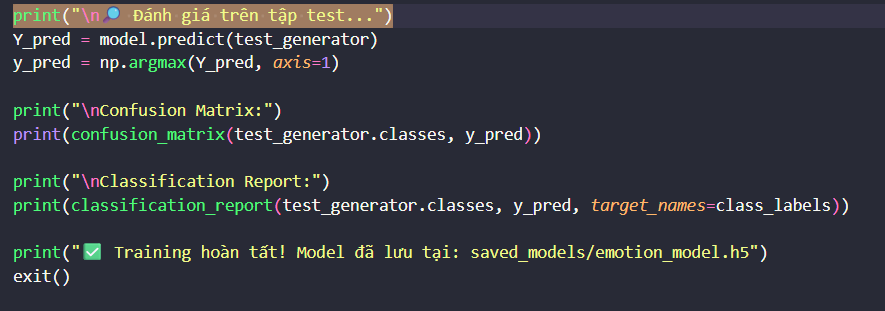 print("\n🔎 Đánh giá trên tập test...")
Y_pred = model.predict(test_generator)
y_pred = np.argmax(Y_pred, axis=1)
print("\nConfusion Matrix:")
print(confusion_matrix(test_generator.classes, y_pred))
print("\nClassification Report:")
print(classification_report(test_generator.classes, y_pred, target_names=class_labels))
print("✅ Training hoàn tất! Model đã lưu tại: saved_models/emotion_model.h5")
exit()